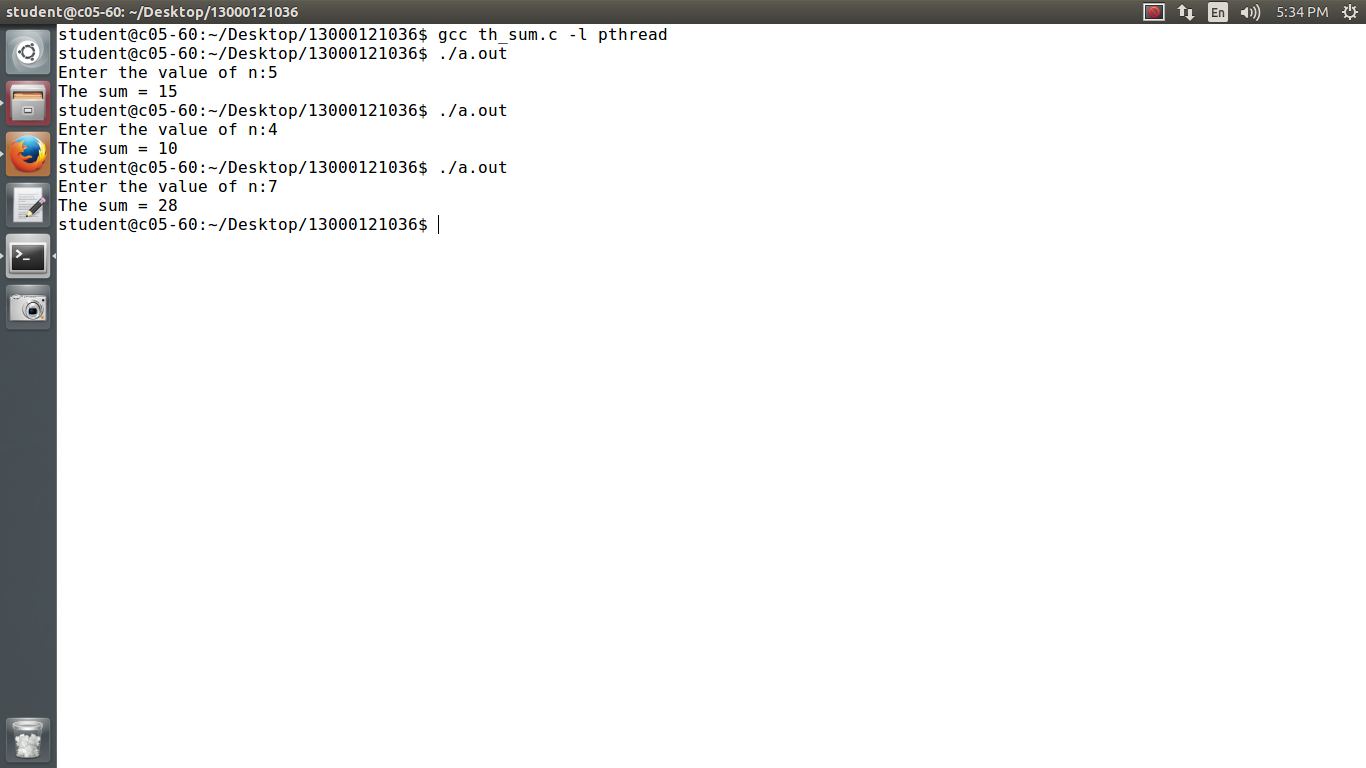 student@c05-60: ~/Desktop/13000121036
En
5:34 PM
student@c05-60:~/Desktop/13000121036$ gcc th_sum.c -l pthread
student@c05-60:~/Desktop/13000121036$ ./a.out
Enter the value of n:5
The sum = 15
student@c05-60:~/Desktop/13000121036$ ./a.out
Enter the value of n:4
The sum = 10
student@c05-60:~/Desktop/13000121036$ ./a.out
Enter the value of n:7
The sum = 28
student@c05-60:~/Desktop/13000121036$